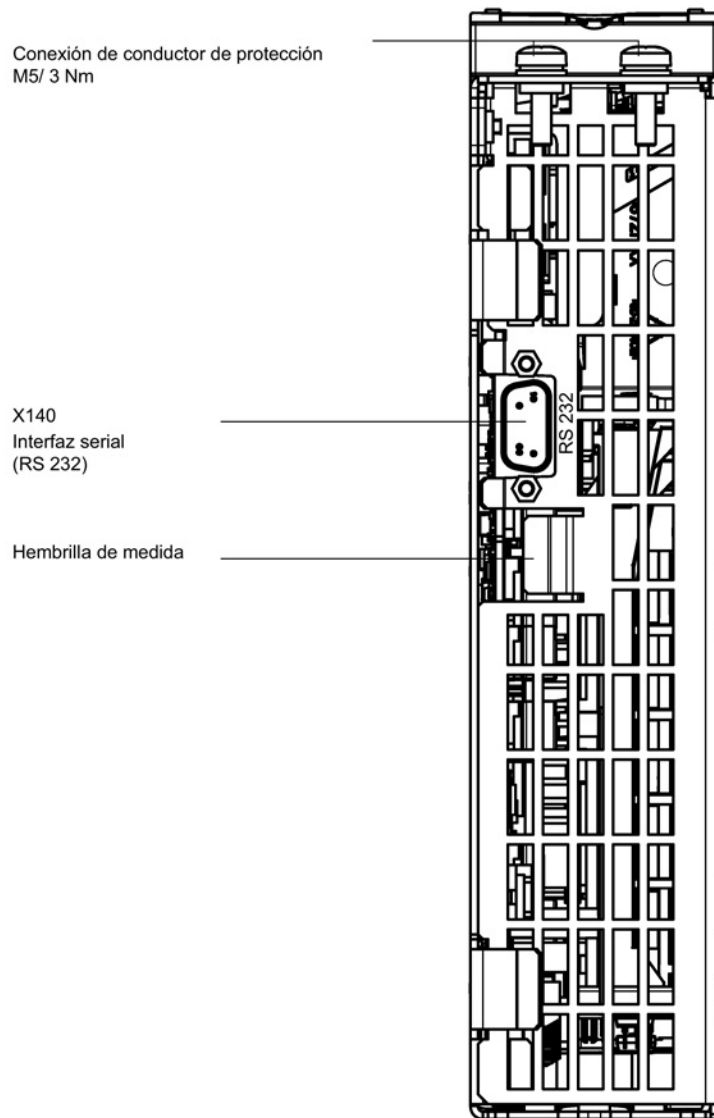 Conexión de conductor de protección
M5/ 3 Nm
X140
Interfaz serial
(RS 232)
RS 232
Hembrilla de medida